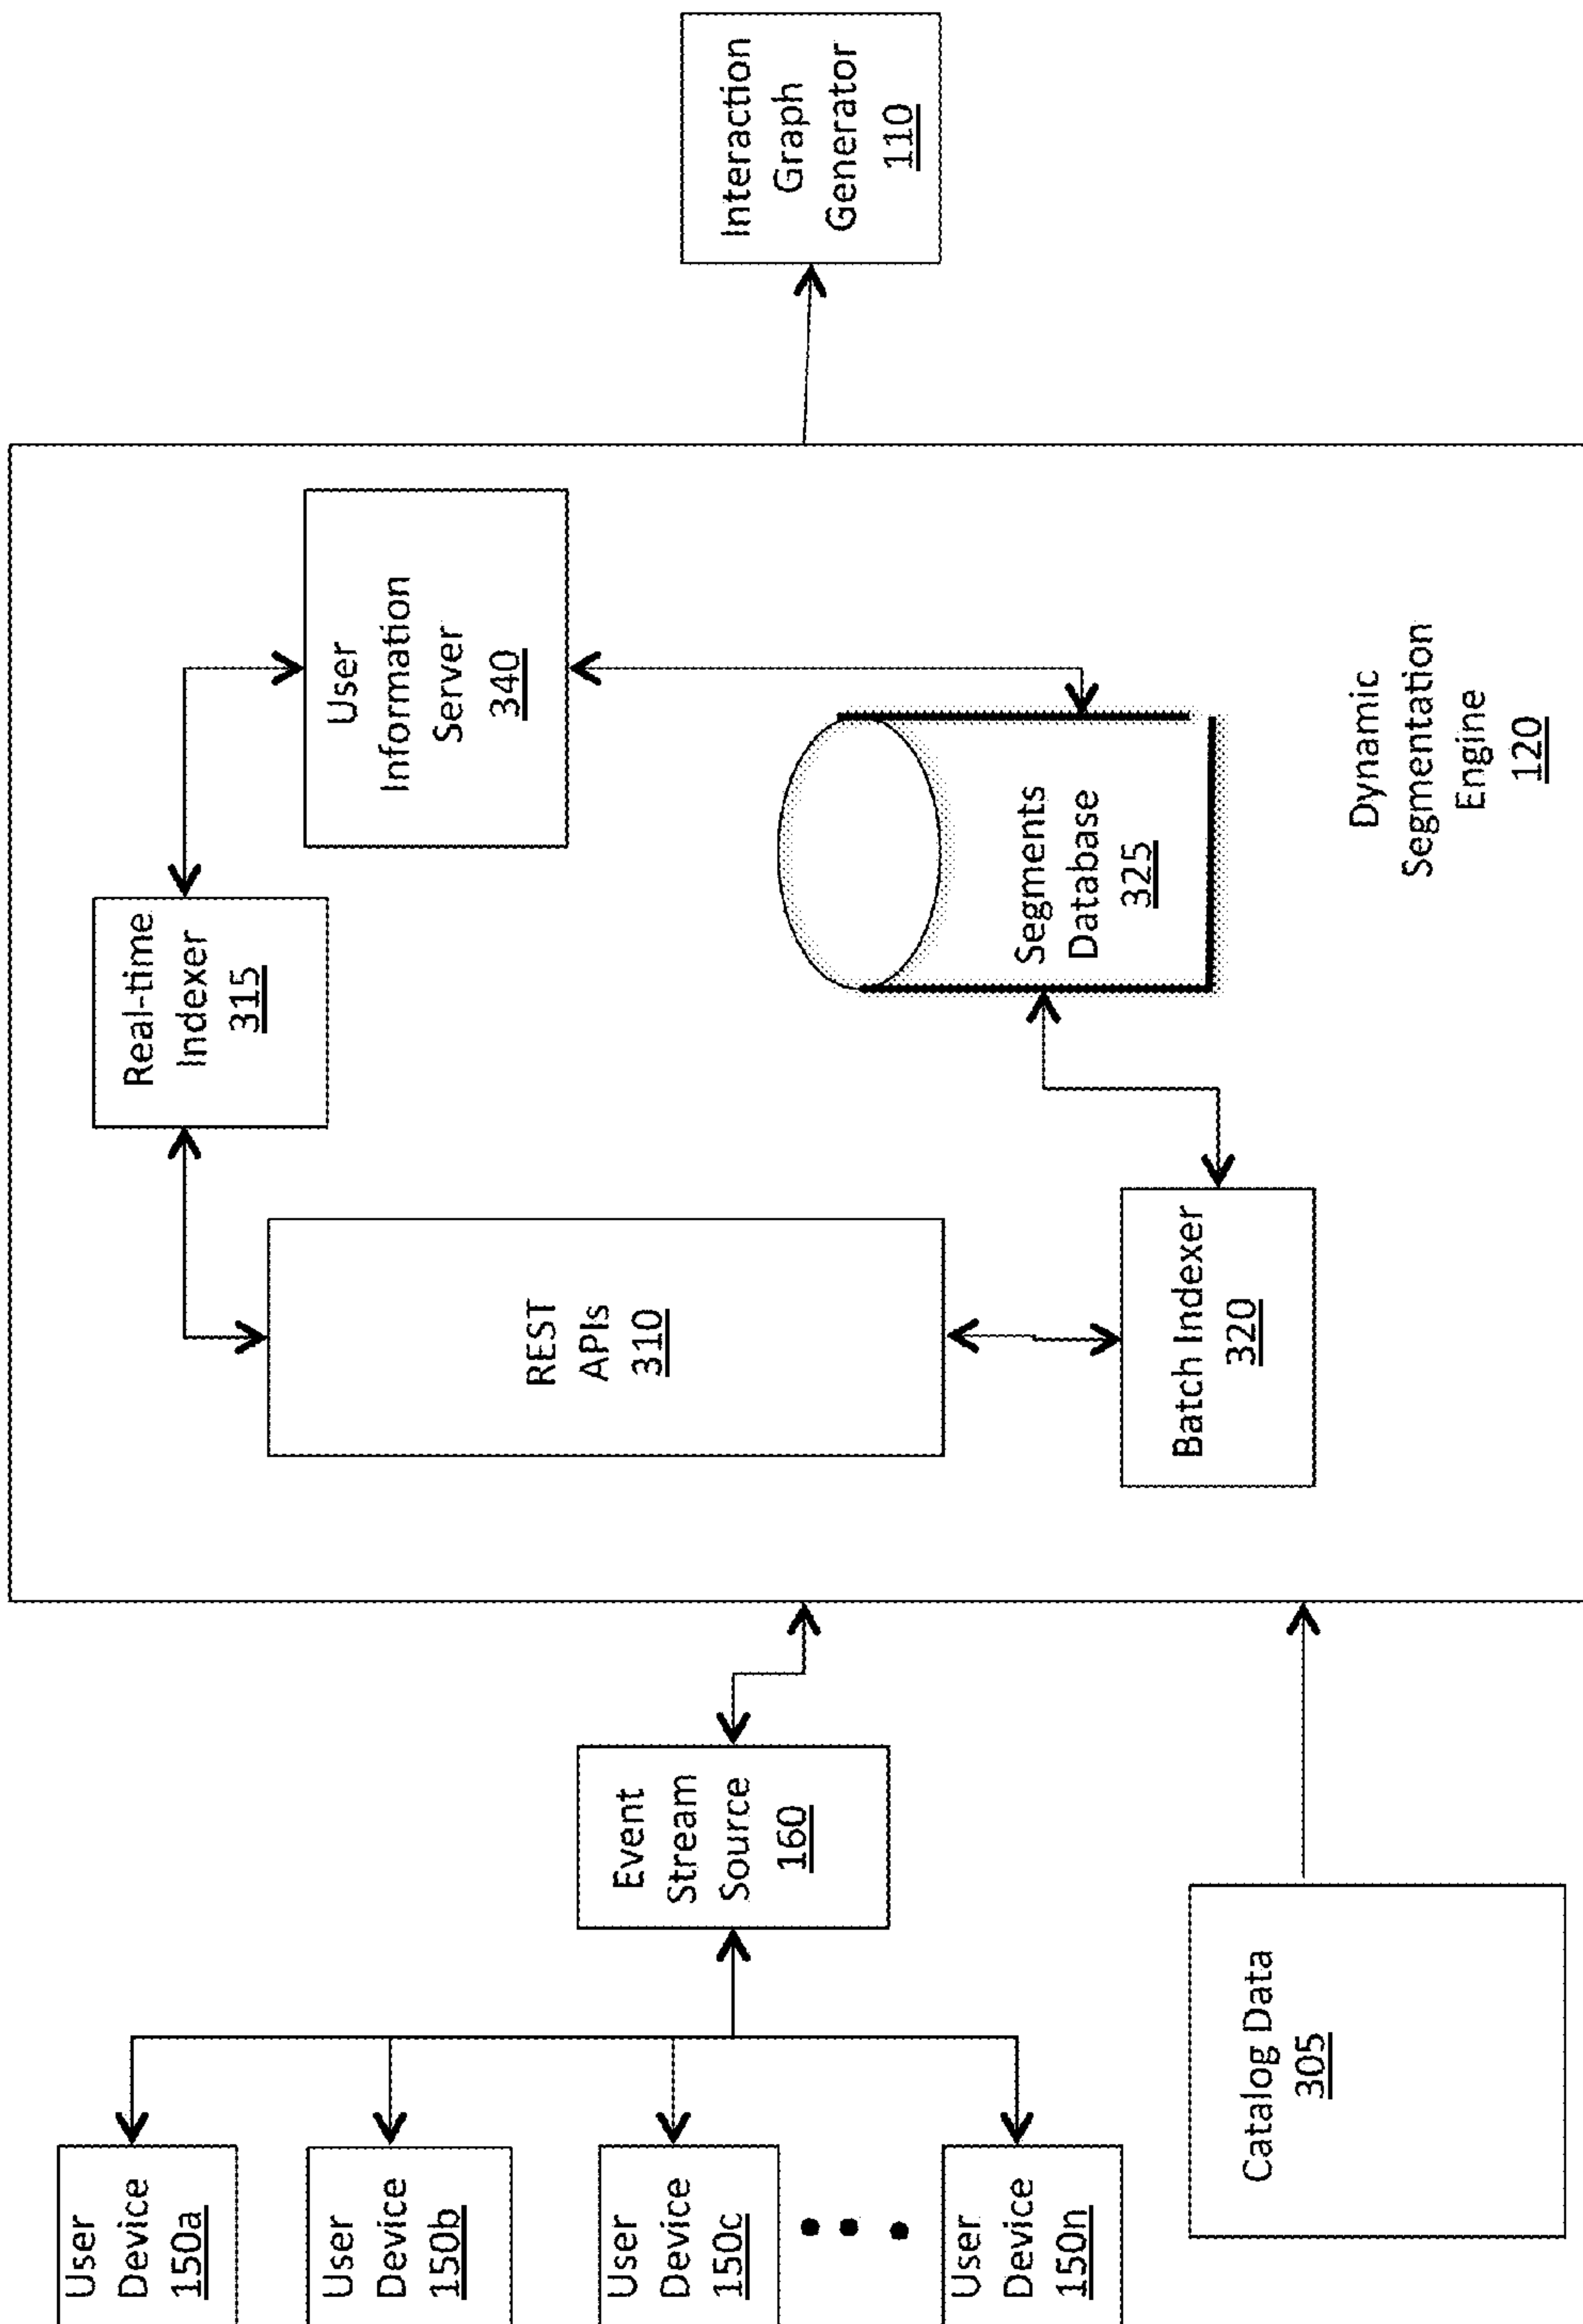 User
Device
150a
User
Device
150b
User
Device
150c
User
Device
150n
Catalog Data
305
Event
Stream
Source
160
REST
APIs
310
Real-time
Indexer
315
Batch Indexer
320
User
Information
Server
340
Segments
Database
325
Dynamic
Segmentation
Engine
120
Interaction
Graph
Generator
110